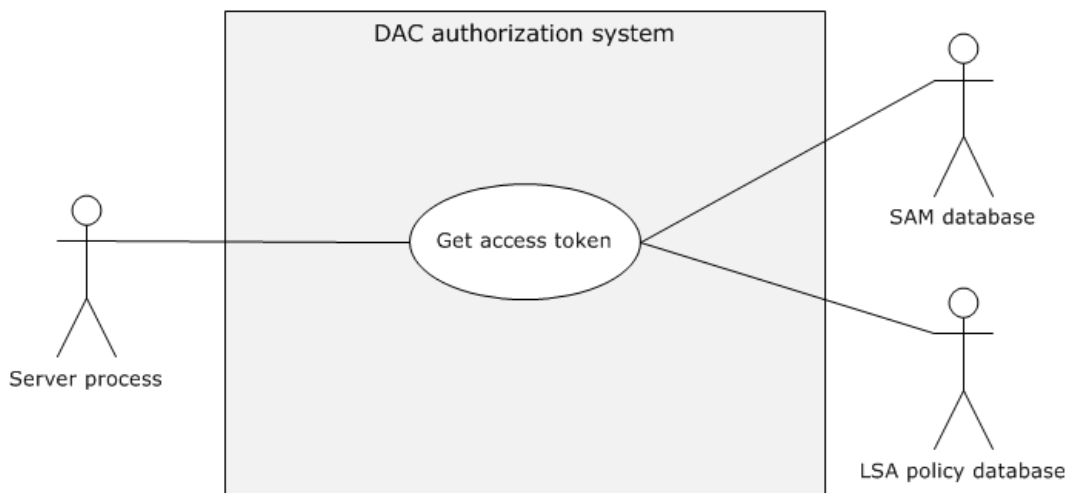 DAC authorization system
Get access token
SAM database
Server process
LSA policy database